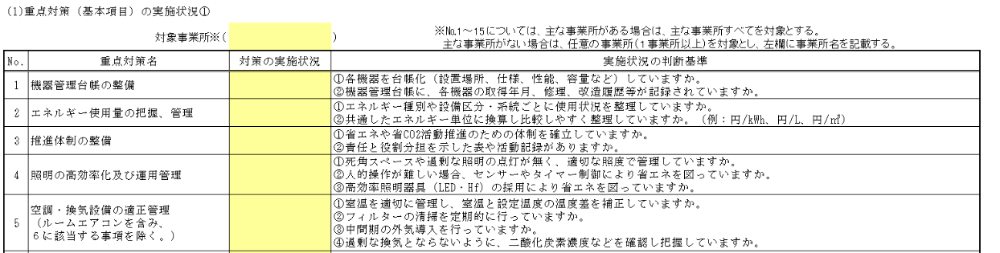 (1)重点対策(基本項目)の実施状況①
対象事業所※( )
※No.1～15については、主な事業所がある場合は、主な事業所すべてを対象とする。
主な事業所がない場合は、任意の事業所(1事業所以上)を対象とし、左欄に事業所名を記載する。
No. 重点対策名 対策の実施状況 実施状況の判断基準
1 機器管理台帳の整備
①各機器を台帳化(設置場所、仕様、性能、容量など)していますか。
②機器管理台帳に、各機器の取得年月、修理、改造履歴等が記録されていますか。
2 エネルギー使用量の把握、管理
①エネルギー種別や設備区分・系統ごとに使用状況を整理していますか。
②共通したエネルギー単位に換算し比較しやすく整理していますか。(例：円/kWh、円/L、円/㎥)
3 推進体制の整備
①省エネや省CO2活動推進のための体制を確立していますか。
②責任と役割分担を示した表や活動記録がありますか。
4 照明の高効率化及び運用管理
①死角スペースや過剰な照明の点灯が無く、適切な照度で管理していますか。
②人的操作が難しい場合、センサーやタイマー制御により省エネを図っていますか。
③高効率照明器具(LED・Hf)の採用により省エネを図っていますか。
5 空調・換気設備の適正管理
(ルームエアコンを含み、
6に該当する事項を除く。)
①室温を適切に管理し、室温と設定温度の温度差を補正していますか。
②フィルターの清掃を定期的に行っていますか。
③中間期の外気導入を行っていますか。
④過剰な換気とならないように、二酸化炭素濃度などを確認し把握していますか。